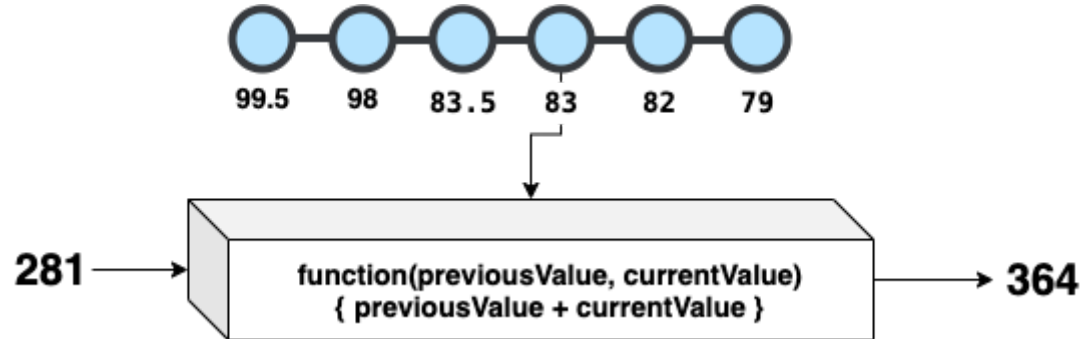 99.5 98 83.5 83 82 79
281
function(previousValue, currentValue)
{ previousValue + currentValue }
364